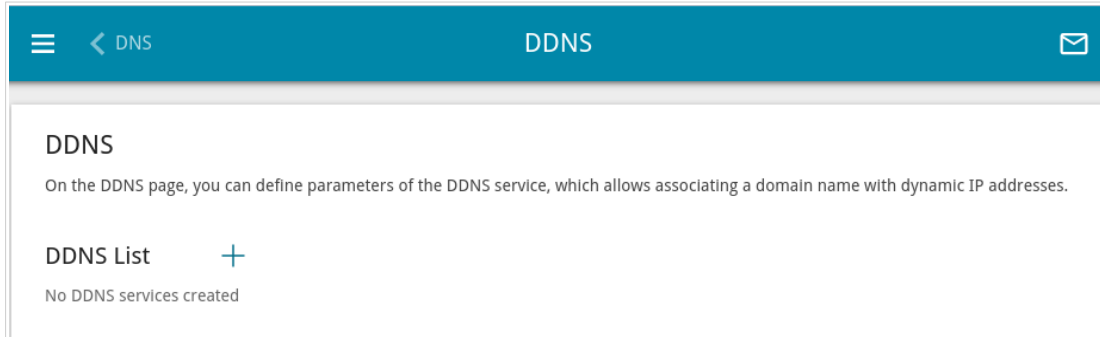 DNS
DDNS
DDNS
On the DDNS page, you can define parameters of the DDNS service, which allows associating a domain name with dynamic IP addresses.
DDNS List
No DDNS services created